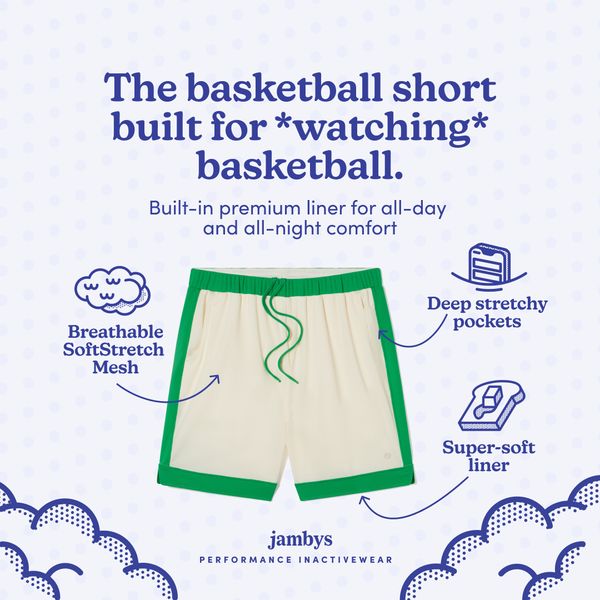 The basketball short
built for *watching*
basketball.
Built-in premium liner for all-day
and all-night comfort
Breathable
SoftStretch
Mesh
Deep stretchy
pockets
Super-soft
liner
jambys
PERFORMANCE INACTIVEWEAR